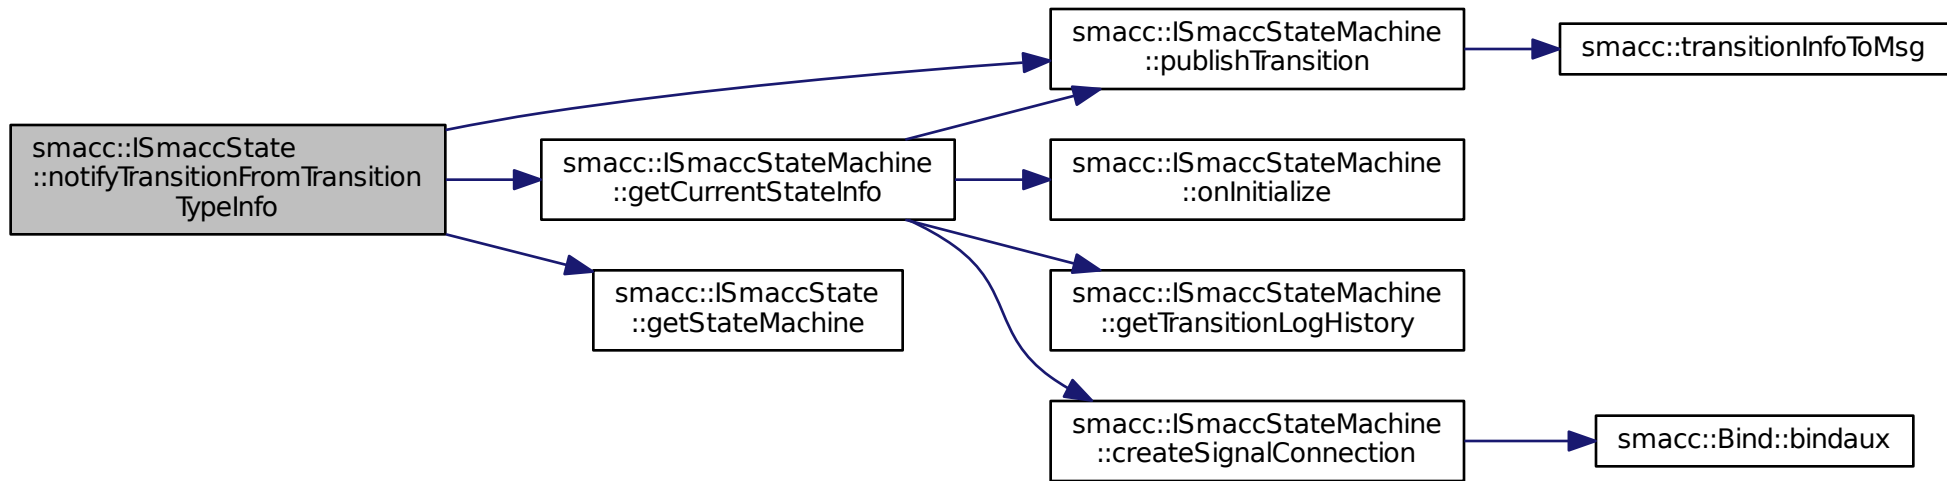 smacc::ISmaccState
::notifyTransitionFromTransition
TypeInfo
smacc::ISmaccStateMachine
::getCurrentStateInfo
smacc::ISmaccState
::getStateMachine
smacc::ISmaccStateMachine
::publishTransition
smacc::ISmaccStateMachine
::onInitialize
smacc::ISmaccStateMachine
::getTransitionLogHistory
smacc::ISmaccStateMachine
::createSignalConnection
smacc::transitionInfoToMsg
smacc::Bind::bindaux